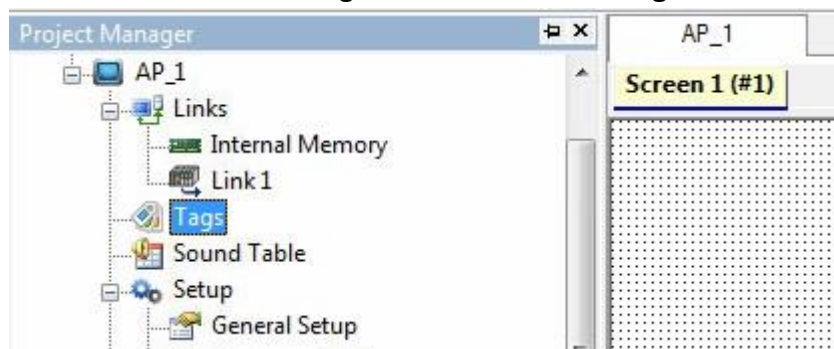 Project Manager
AP_1
Screen 1 (#1)
AP_1
Links
Internal Memory
Link 1
Tags
Sound Table
Setup
General Setup